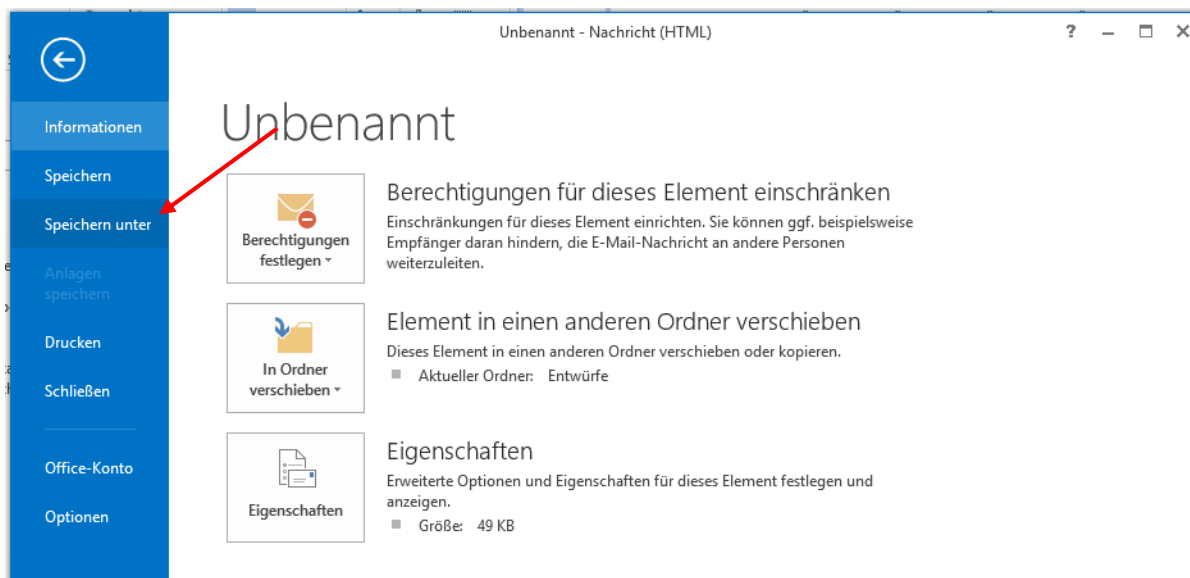 Unbenannt - Nachricht (HTML)
?
Informationen
Speichern
Speichern unter
Anlagen
speichern
Drucken
Schließen
Office-Konto
Optionen
Unbenannt
Berechtigungen
festlegen
Berechtigungen für dieses Element einschränken
Einschränkungen für dieses Element einrichten. Sie können ggf. beispielsweise
Empfänger daran hindern, die E-Mail-Nachricht an andere Personen
weiterzuleiten.
In Ordner
verschieben
Element in einen anderen Ordner verschieben
Dieses Element in einen anderen Ordner verschieben oder kopieren.
Aktueller Ordner: Entwürfe
Eigenschaften
Eigenschaften
Erweiterte Optionen und Eigenschaften für dieses Element festlegen und
anzeigen.
Größe: 49 KB